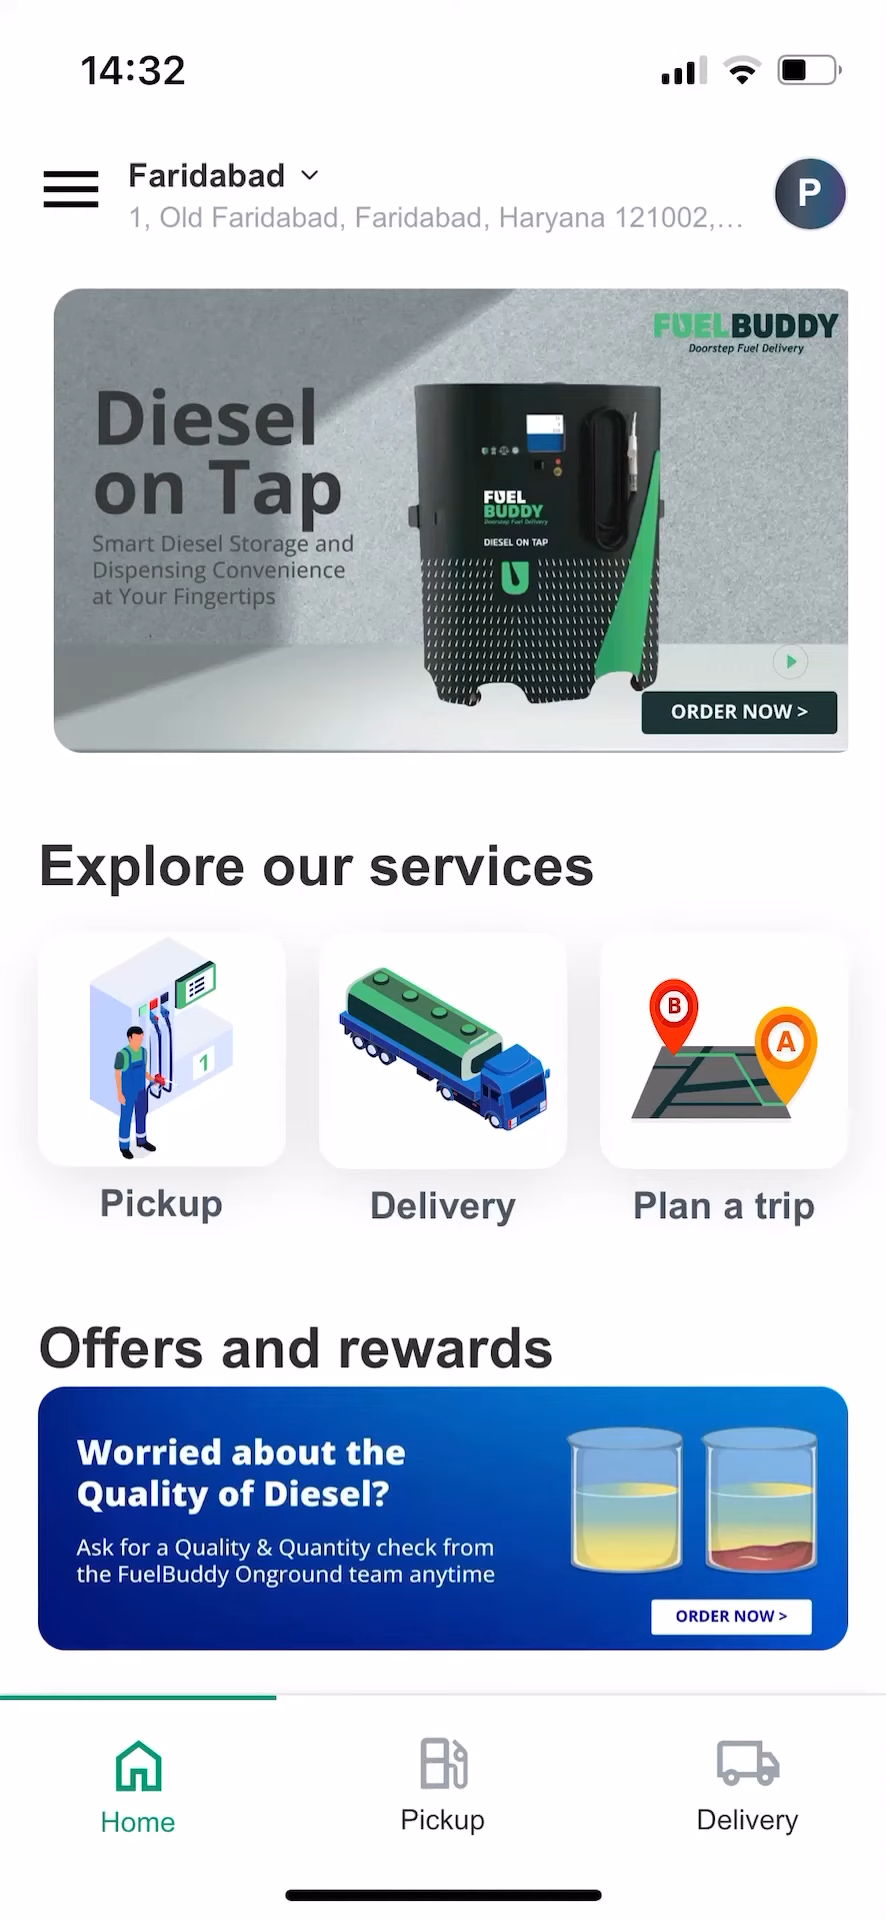 14:32
Faridabad
1, Old Faridabad, Faridabad, Haryana 121002,...
P
FUELBUDDY
Doorstep Fuel Delivery
Diesel
on Tap
Smart Diesel Storage and
Dispensing Convenience
at Your Fingertips
FUEL
BUDDY
Doorstep Fuel Delivery
DIESEL ON TAP
ORDER NOW >
Explore our services
1
B
A
Pickup
Delivery
Plan a trip
Offers and rewards
Worried about the
Quality of Diesel?
Ask for a Quality & Quantity check from
the FuelBuddy Onground team anytime
ORDER NOW >
Home
Pickup
Delivery